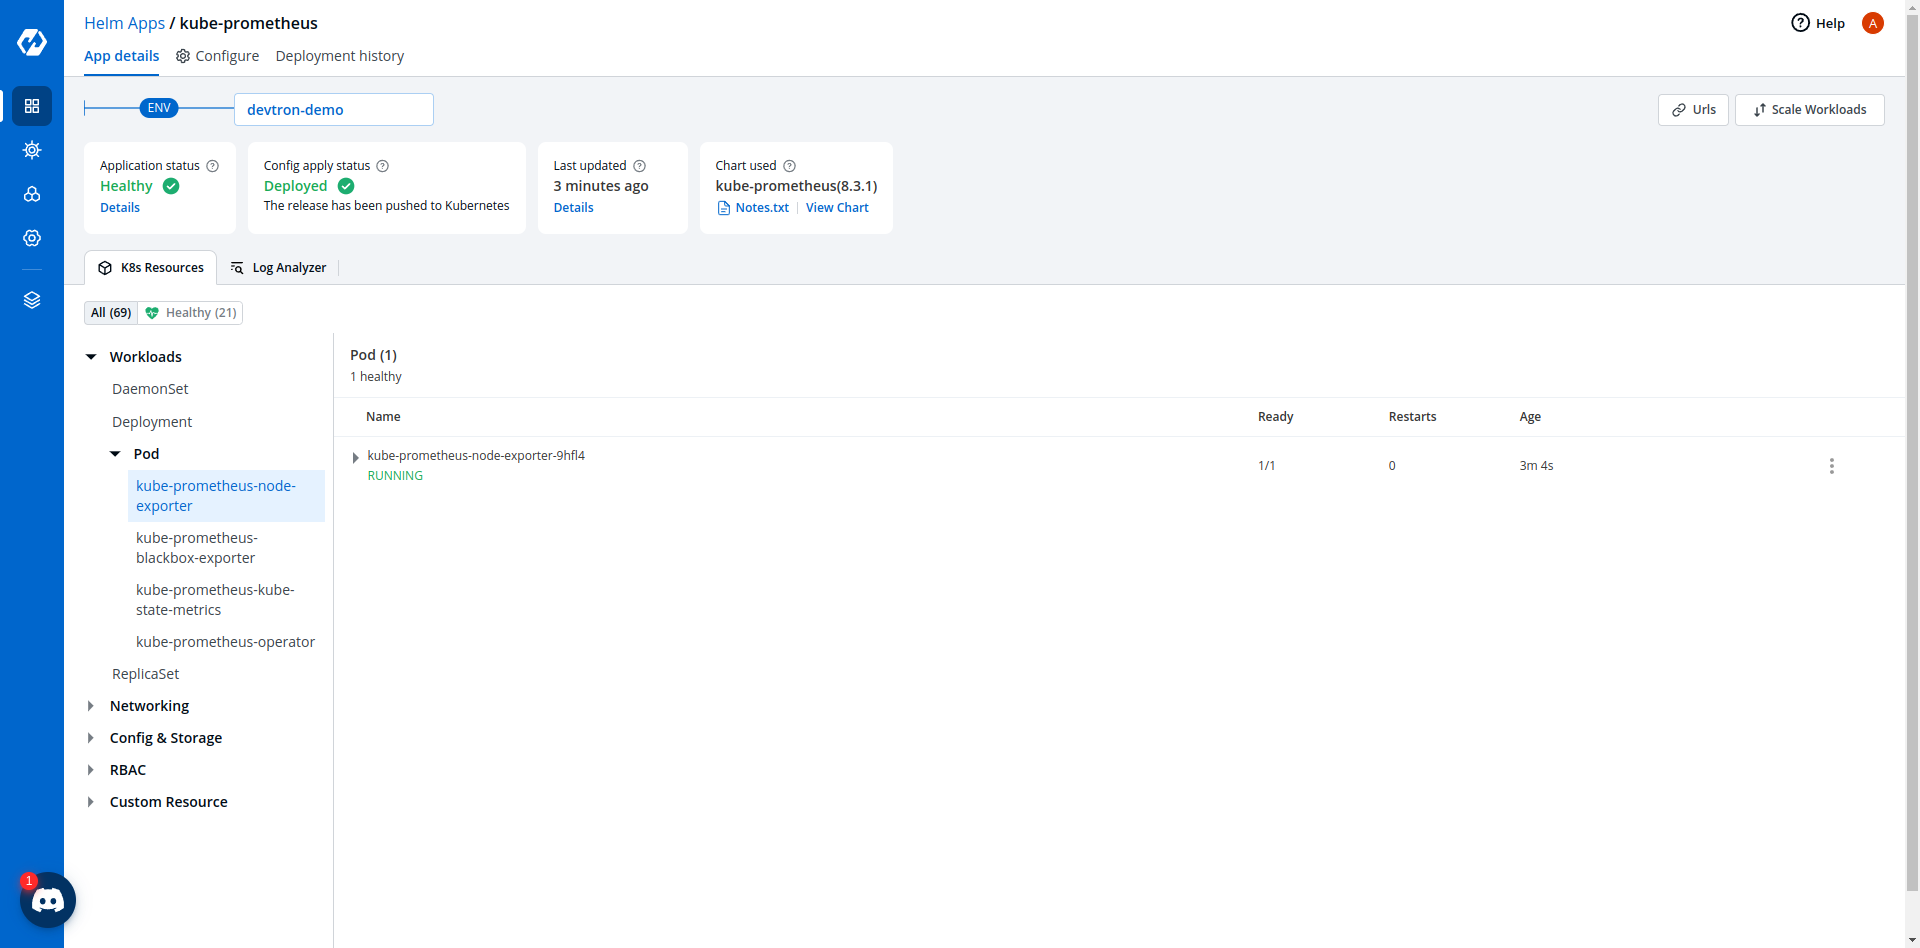 Helm Apps / kube-prometheus
Help
A
App details
Configure
Deployment history
ENV
devtron-demo
Urls
Scale Workloads
Application status
Healthy
Details
Config apply status
Deployed
The release has been pushed to Kubernetes
Last updated
3 minutes ago
Details
Chart used
kube-prometheus(8.3.1)
Notes.txt
View Chart
K8s Resources
Log Analyzer
All (69)
Healthy (21)
Workloads
DaemonSet
Deployment
Pod
kube-prometheus-node-
exporter
kube-prometheus-
blackbox-exporter
kube-prometheus-kube-
state-metrics
kube-prometheus-operator
ReplicaSet
Networking
Config & Storage
RBAC
Custom Resource
Pod (1)
1 healthy
Name Ready Restarts Age
kube-prometheus-node-exporter-9hfl4
RUNNING
1/1 0 3m 4s
1